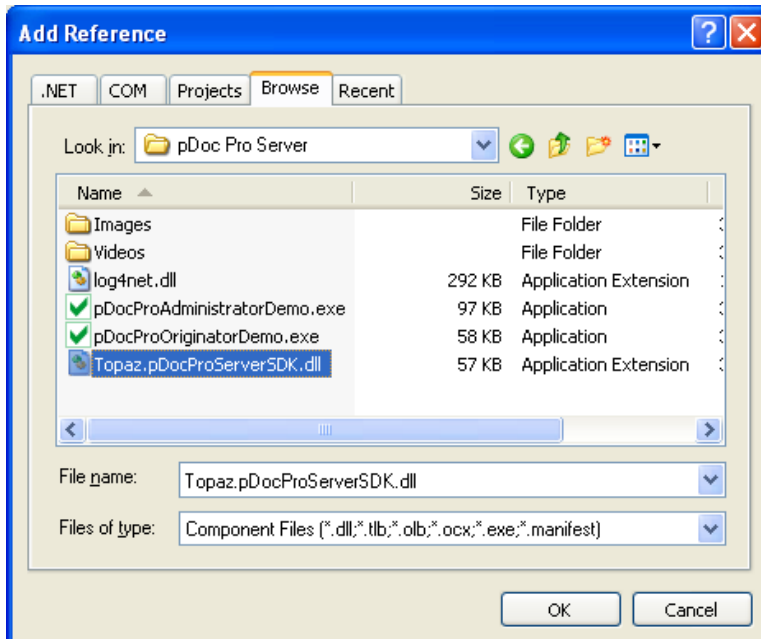 Add Reference
.NET COM Projects Browse Recent
Look in: pDoc Pro Server
Name Size Type
Images File Folder
Videos File Folder
log4net.dll 292 KB Application Extension
pDocProAdministratorDemo.exe 97 KB Application
pDocProOriginatorDemo.exe 58 KB Application
Topaz.pDocProServerSDK.dll 57 KB Application Extension
File name: Topaz.pDocProServerSDK.dll
Files of type: Component Files (*.dll;*.tlb;*.olb;*.ocx;*.exe;*.manifest)
OK Cancel